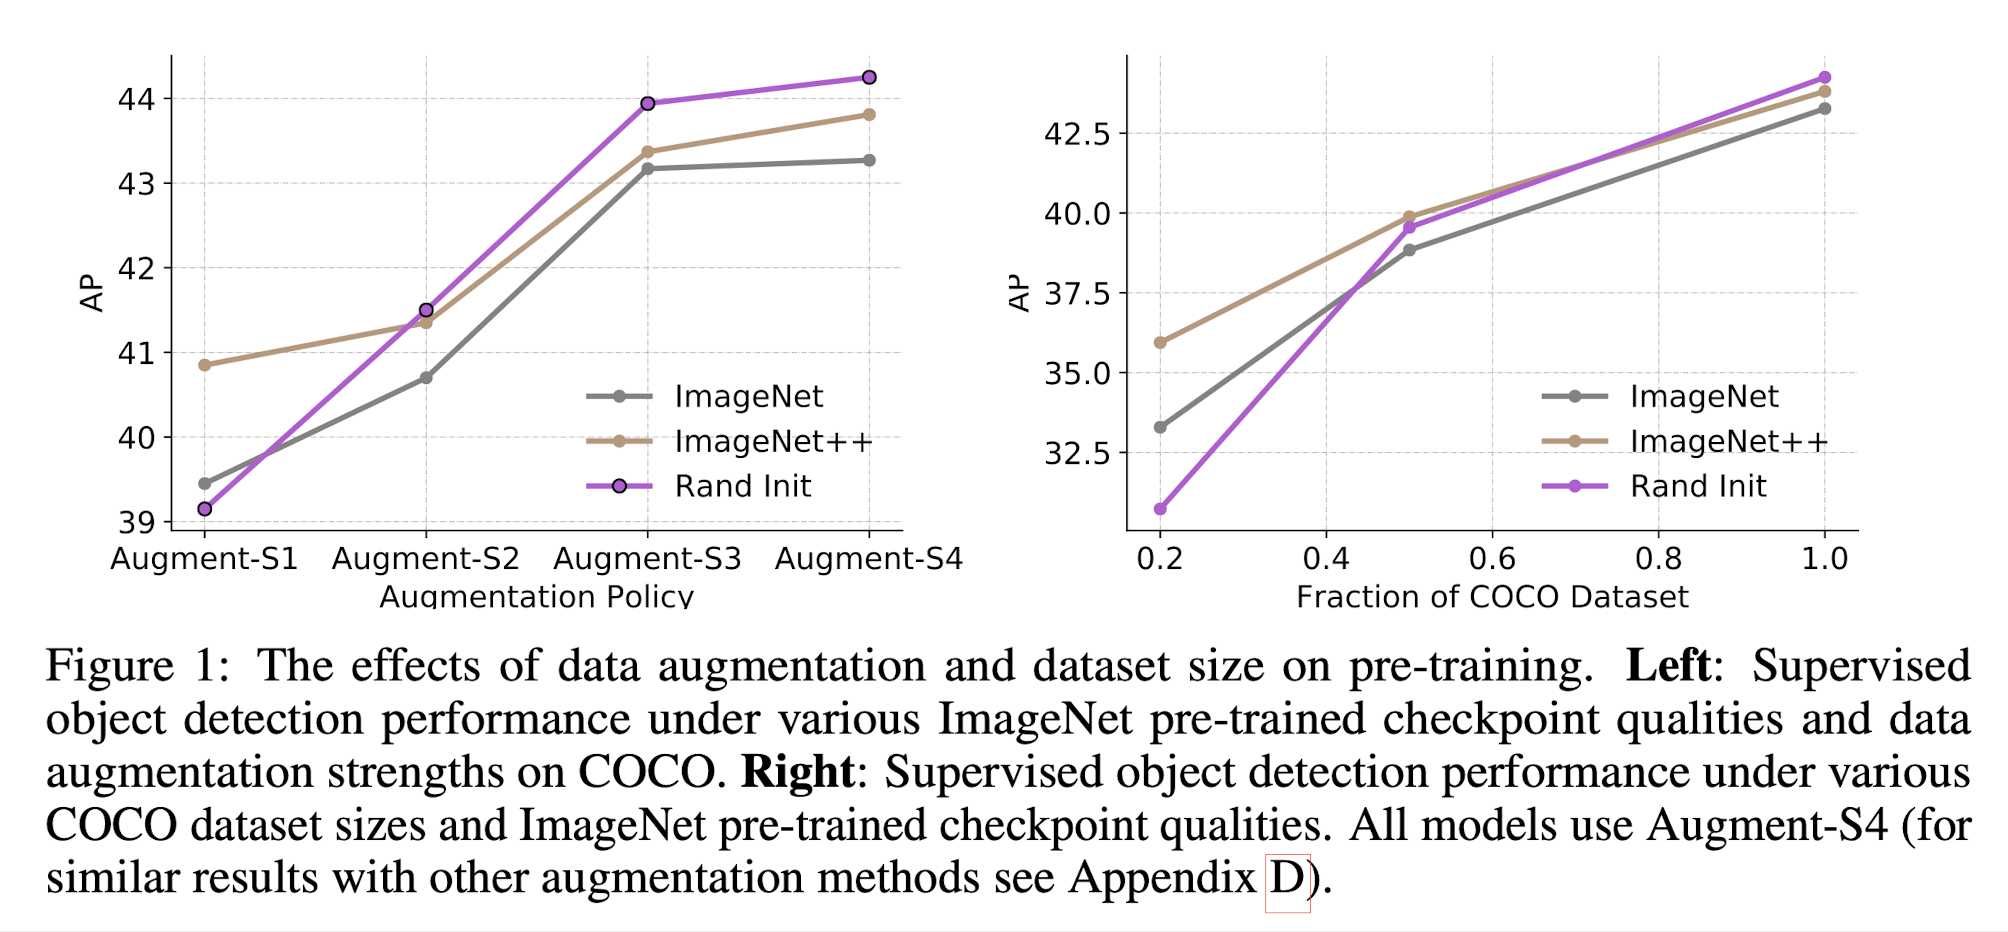 44
43
42
41
40
39
AP
ImageNet
ImageNet++
Rand Init
Augment-S1 Augment-S2 Augment-S3 Augment-S4
Augmentation Policy
42.5
40.0
37.5
35.0
32.5
AP
ImageNet
ImageNet++
Rand Init
0.2 0.4 0.6 0.8 1.0
Fraction of COCO Dataset
Figure 1: The effects of data augmentation and dataset size on pre-training. Left: Supervised
object detection performance under various ImageNet pre-trained checkpoint qualities and data
augmentation strengths on COCO. Right: Supervised object detection performance under various
COCO dataset sizes and ImageNet pre-trained checkpoint qualities. All models use Augment-S4 (for
similar results with other augmentation methods see Appendix D).